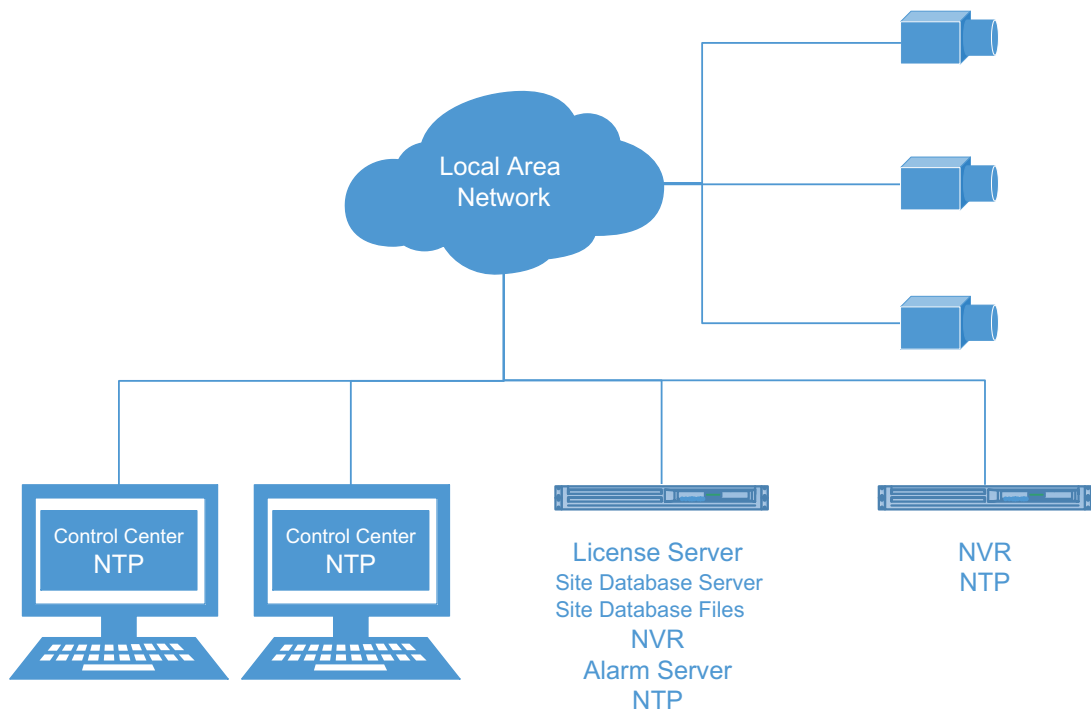 Local Area
Network
Control Center
NTP
Control Center
NTP
License Server
Site Database Server
Site Database Files
NVR
Alarm Server
NTP
NVR
NTP